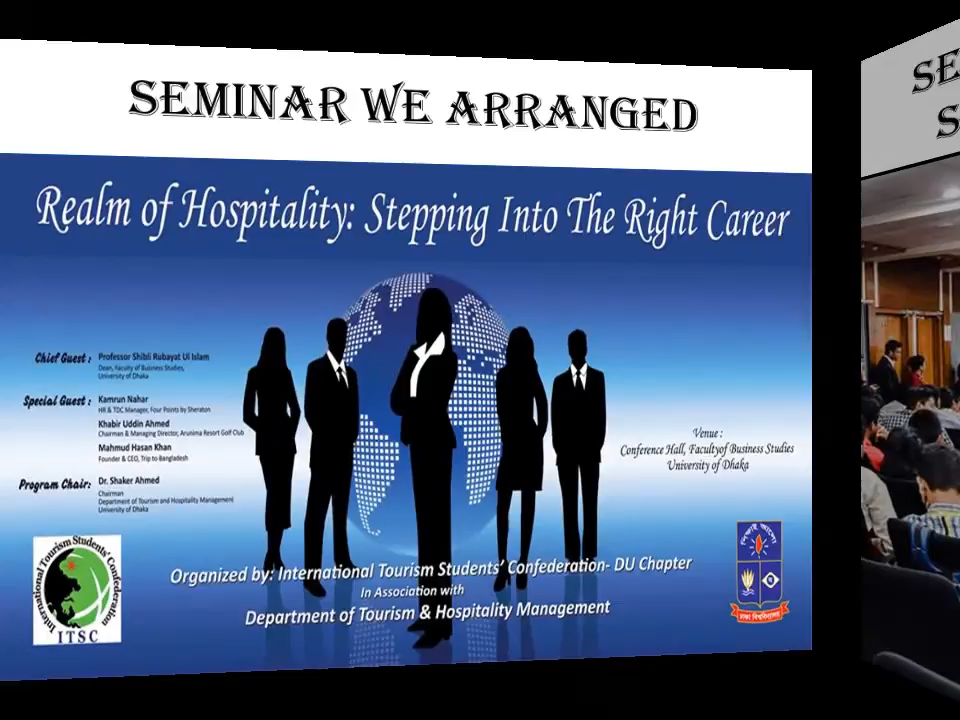 SEMINAR WE ARRANGED
Realm of Hospitality: Stepping Into The Right Career
Chief Guest : Professor Shibli Rubayat Ul Islam
Dean, Faculty of Business Studies,
University of Dhaka
Special Guest : Kamrun Nahar
HR & TDC Manager, Four Points by Sheraton
Khabir Uddin Ahmed
Chairman & Managing Director, Arunima Resort Golf Club
Mahmud Hasan Khan
Founder & CEO, Trip to-Bangladesh
Program Chair: Dr. Shaker Ahmed
Chairman
Department of Tourism and Hospitality Management
University of Dhaka
Venue :
Conference Hall, Facultyof Business Studies
University of Dhaka
International Tourism Students' Confederation
ITSC
Organized by: International Tourism Students' Confederation- DU Chapter
In Association with
Department of Tourism & Hospitality Management
শিক্ষাই আলো
ঢাকা বিশ্ববিদ্যালয়
SE
S